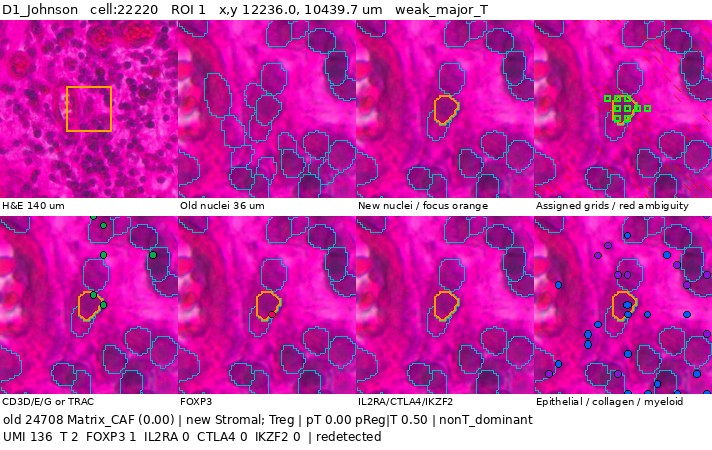 D1_Johnson cell:22220 ROI 1 x,y 12236.0, 10439.7 um weak_major_T
H&E 140 um
Old nuclei 36 um
New nuclei / focus orange
Assigned grids / red ambiguity
CD3D/E/G or TRAC
FOXP3
IL2RA/CTLA4/IKZF2
Epithelial / collagen / myeloid
old 24708 Matrix_CAF (0.00) | new Stromal; Treg | pT 0.00 pReg|T 0.50 | nonT_dominant
UMI 136 T 2 FOXP3 1 IL2RA 0 CTLA4 0 IKZF2 0 | redetected